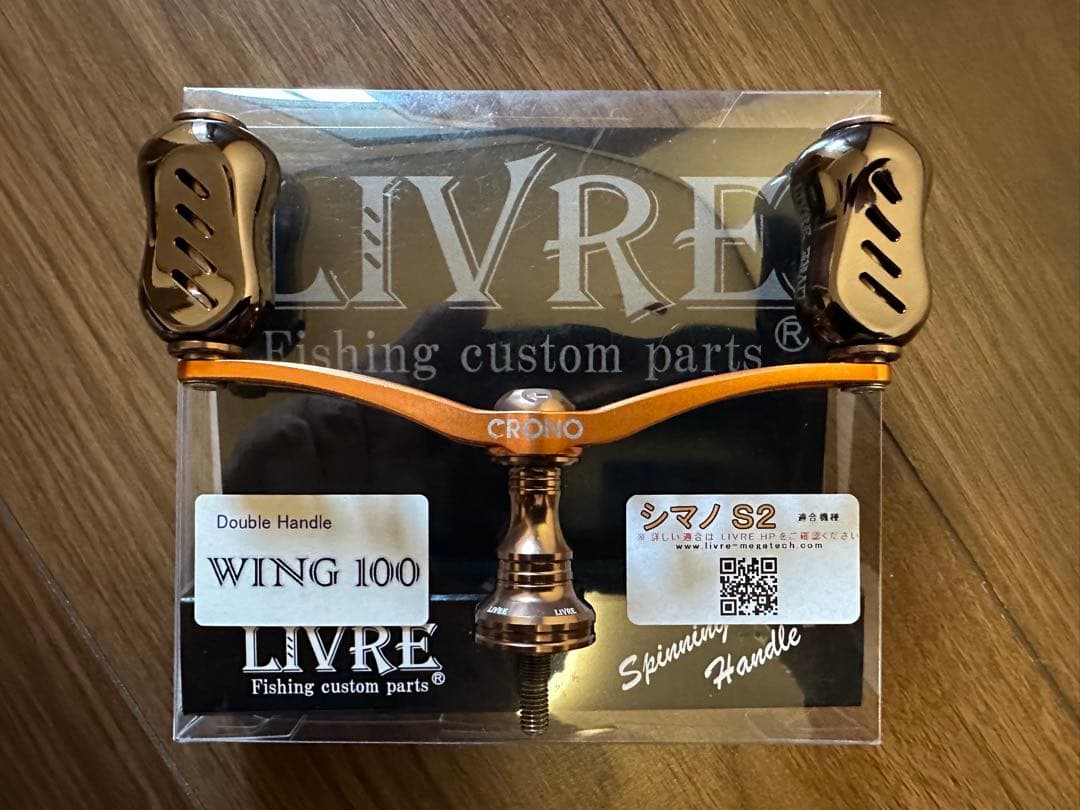 LIVRE
Fishing custom parts®
CRONO
Double Handle
WING 100
シマノ S2 適合機種
※ 詳しい適合は LIVRE HP をご確認ください
www.livre-megatech.com
LIVRE LIVRE
LIVRE
Fishing custom parts®
Spinning
Handle